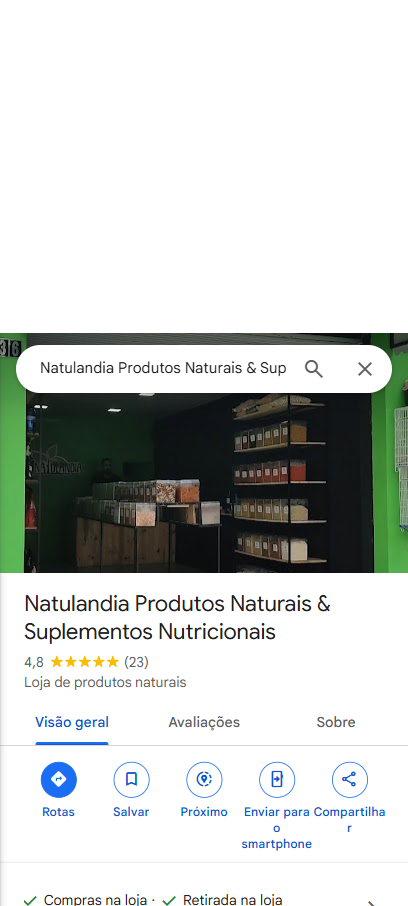 36
Natulandia Produtos Naturais & Sup
NATULANDIA
Natulandia Produtos Naturais &
Suplementos Nutricionais
4,8 ★★★★★ (23)
Loja de produtos naturais
Visão geral Avaliações Sobre
Rotas Salvar Próximo Enviar para o smartphone Compartilhar
Compras na loja · Retirada na loja